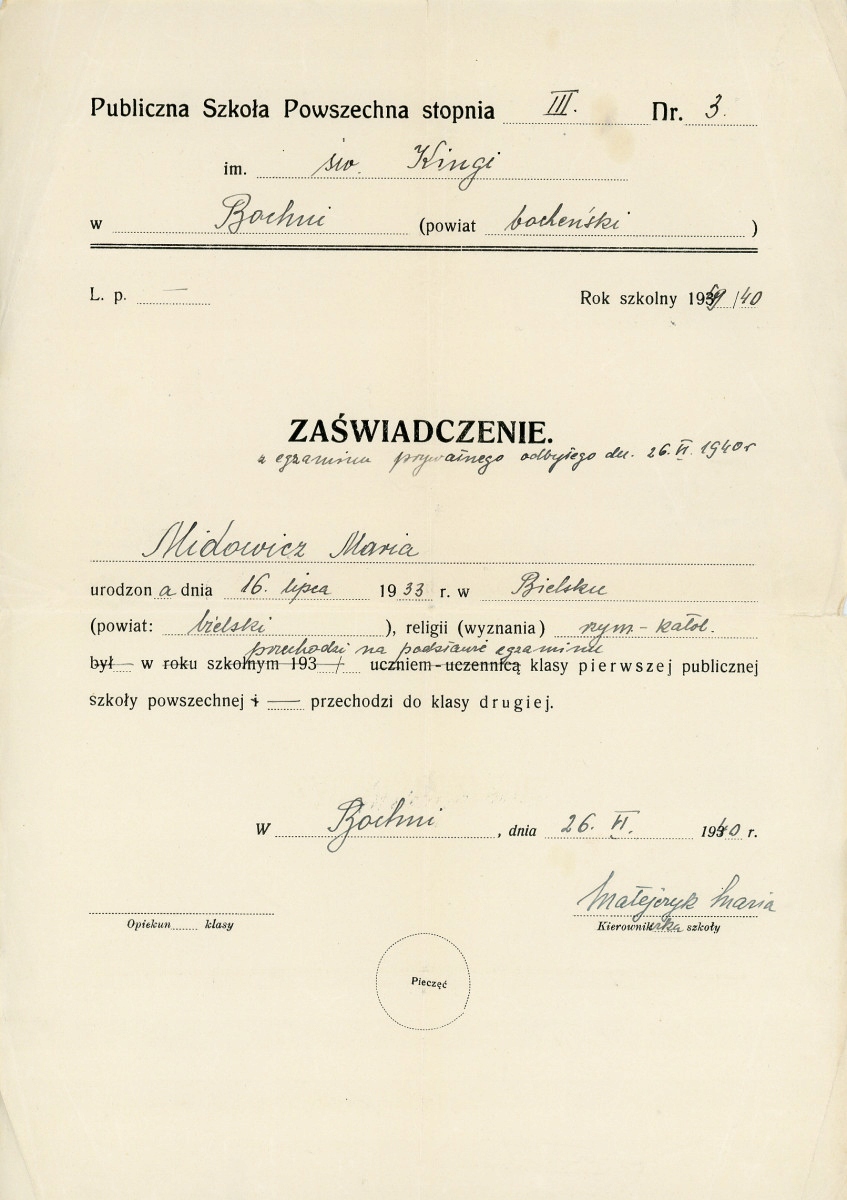 Publiczna Szkoła Powszechna stopnia III. Nr. 3.
im. św. Kingi
w Bochni (powiat bocheński )
L. p. —
Rok szkolny 1939/40
ZAŚWIADCZENIE.
z egzaminu prywatnego odbytego dn. 26. VI. 1940 r
Midowicz Maria
urodzona dnia 16. lipca 1933 r. w Bielsku
(powiat: bielski ), religii (wyznania) rzym-katol.
przechodzi na podstawie egzaminu
był w roku szkolnym 193 / uczniem-uczennicą klasy pierwszej publicznej
szkoły powszechnej i — przechodzi do klasy drugiej.
W Bochni, dnia 26. VI. 1940 r.
Matejczyk Maria
Opiekun klasy
Kierowniczka szkoły
Pieczęć